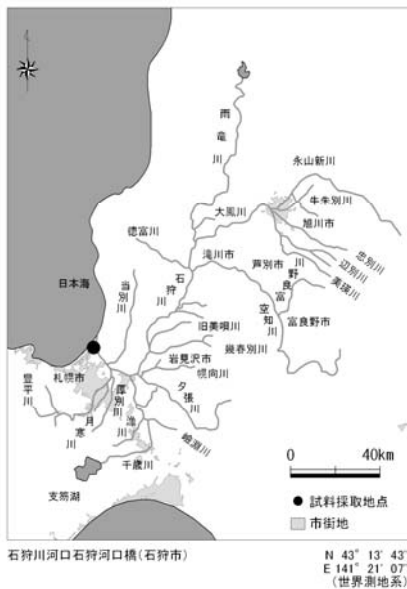 雨竜川
永山新川
牛朱別川
旭川市
忠別川
辺別川
美瑛川
大鳳川
徳富川
石狩川
滝川市
芦別市
富良野川
空知川
富良野市
日本海
当別川
旧美唄川
幾春別川
岩見沢市
幌向川
夕張川
札幌市
豊平川
厚別川
月寒川
漁川
嶮淵川
千歳川
支笏湖
0 40km
試料採取地点
市街地
石狩川河口石狩河口橋(石狩市)
N 43° 13′ 43″
E 141° 21′ 07″
(世界測地系)